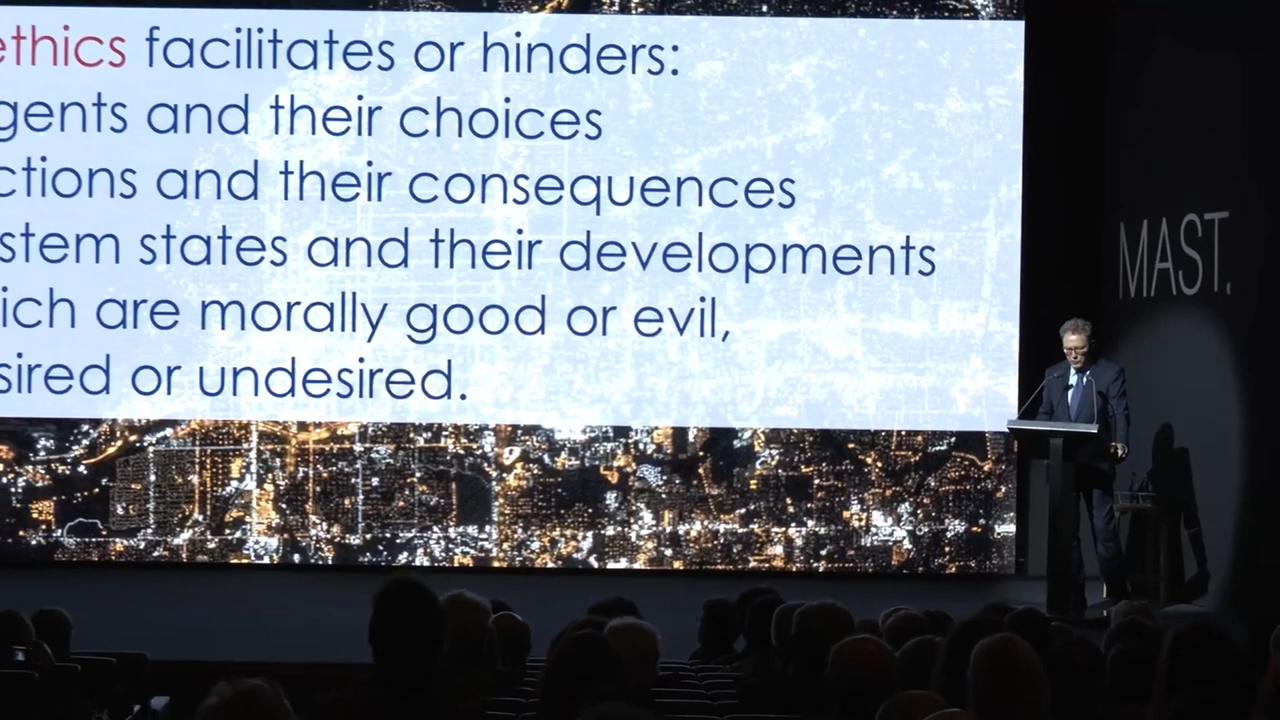 ethics facilitates or hinders:
gents and their choices
ctions and their consequences
stem states and their developments
ich are morally good or evil,
sired or undesired.
MAST.